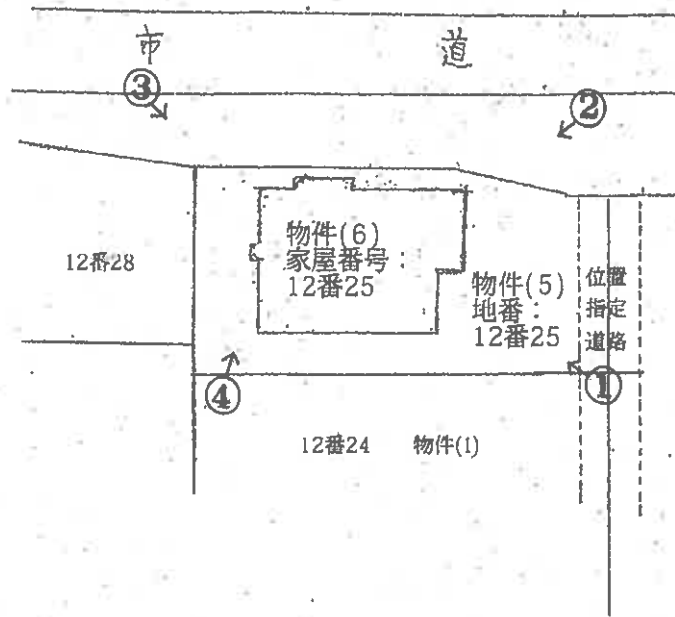 市 道
③
②
物件(6)
家屋番号:
12番25
12番28
物件(5)
地番:
12番25
位置
指定
道路
①
④
12番24 物件(1)